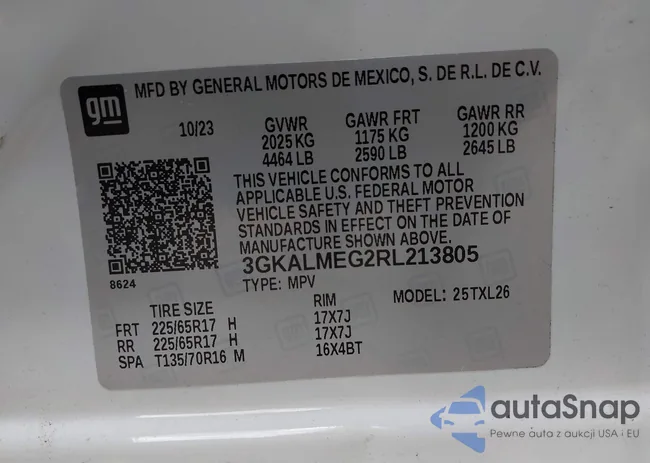 gm
MFD BY GENERAL MOTORS DE MEXICO, S. DE R.L. DE C.V.
10/23 GVWR GAWR FRT GAWR RR
2025 KG 1175 KG 1200 KG
4464 LB 2590 LB 2645 LB
THIS VEHICLE CONFORMS TO ALL
APPLICABLE U.S. FEDERAL MOTOR
VEHICLE SAFETY AND THEFT PREVENTION
STANDARDS IN EFFECT ON THE DATE OF
MANUFACTURE SHOWN ABOVE.
8624
3GKALMEG2RL213805
TYPE: MPV MODEL: 25TXL26
TIRE SIZE RIM
FRT 225/65R17 H 17X7J
RR 225/65R17 H 17X7J
SPA T135/70R16 M 16X4BT
autaSnap
Pewne auta z aukcji USA i EU